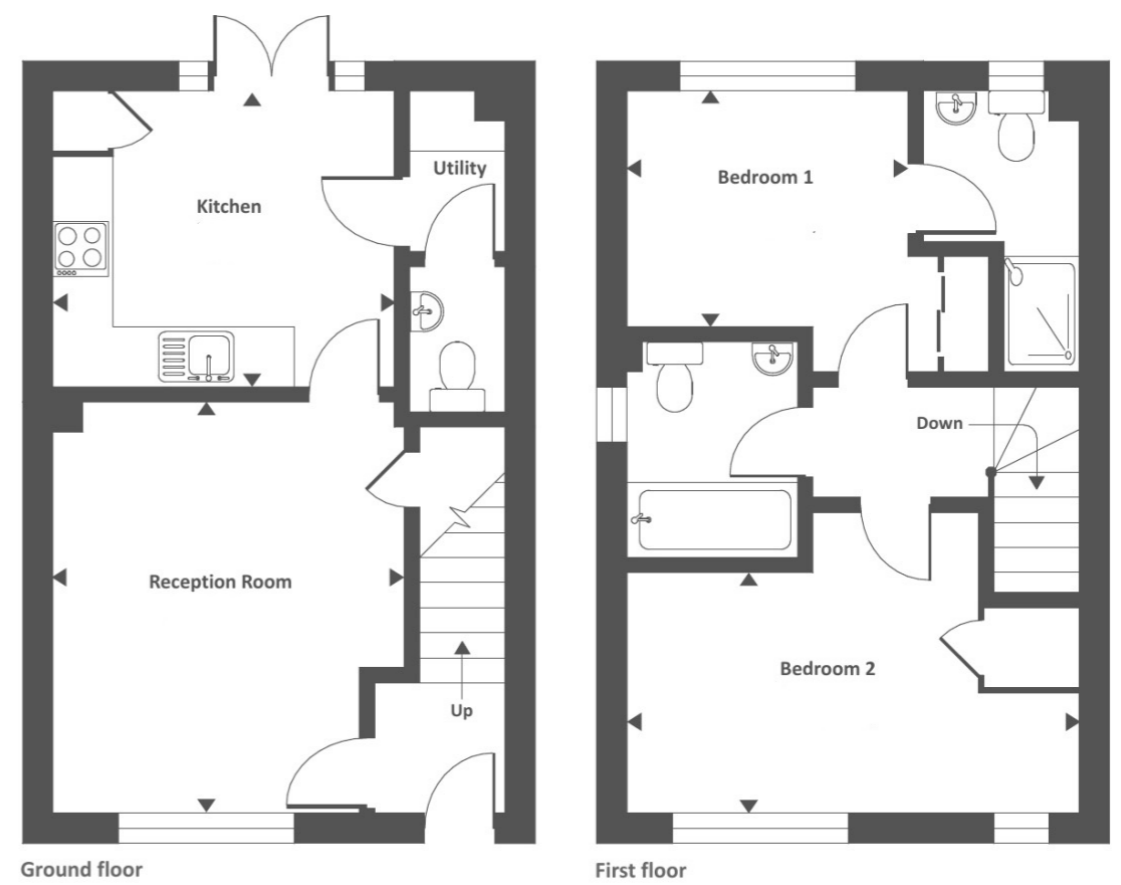 Utility
Kitchen
Reception Room
Up
Ground floor
Bedroom 1
Down
Bedroom 2
First floor